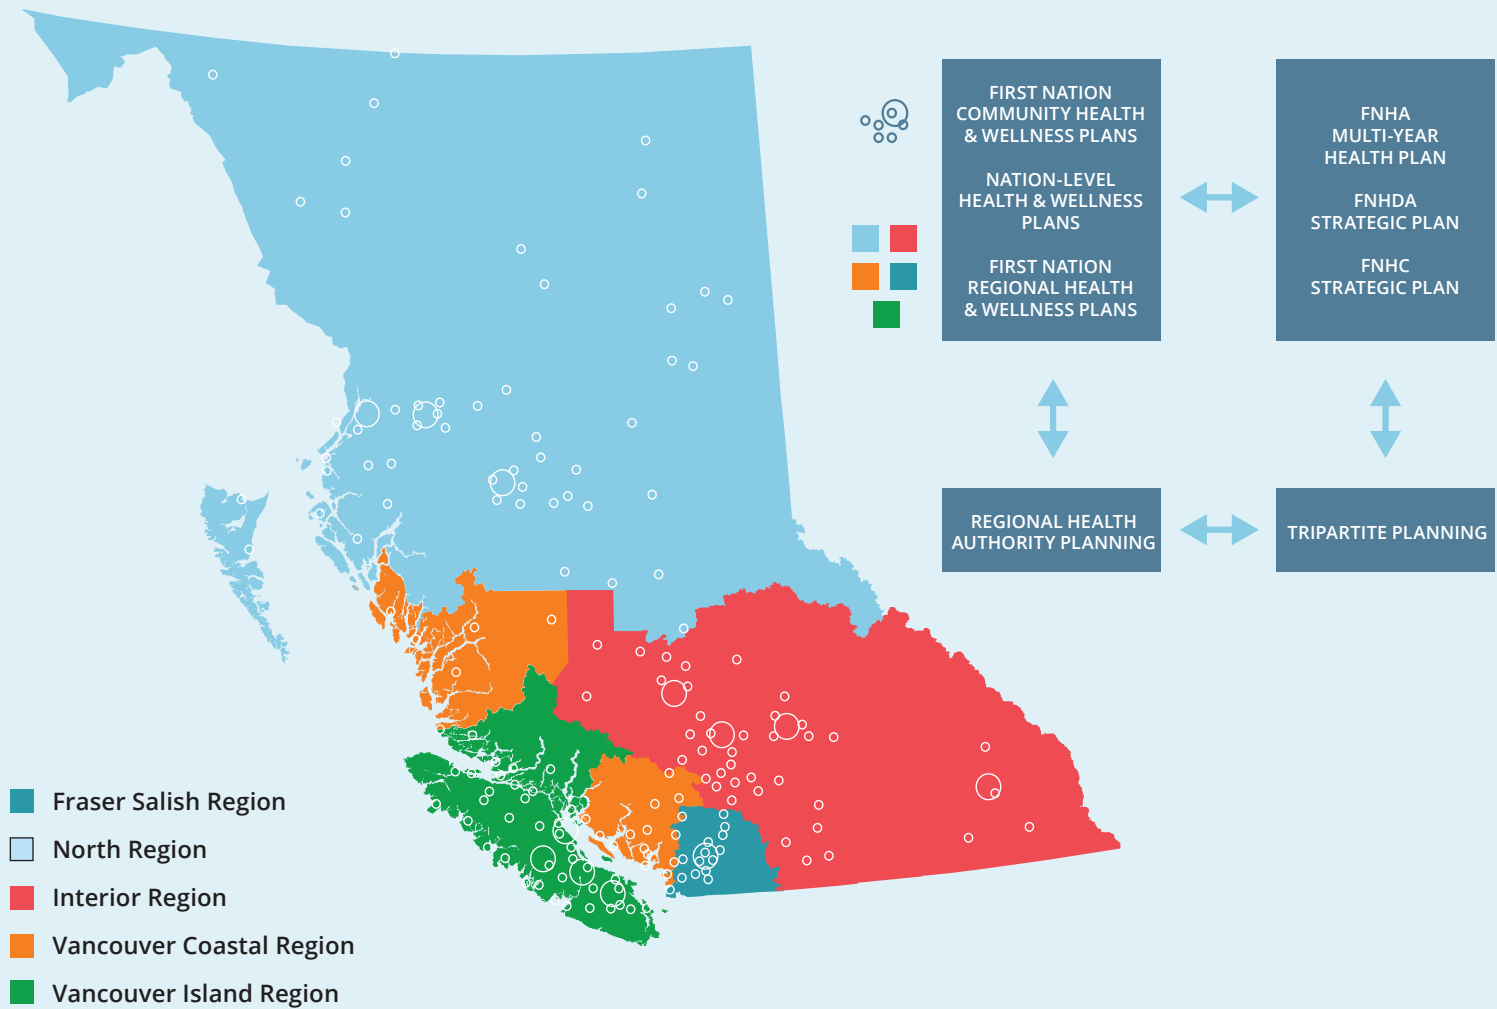 FIRST NATION
COMMUNITY HEALTH
& WELLNESS PLANS
NATION-LEVEL
HEALTH & WELLNESS
PLANS
FIRST NATION
REGIONAL HEALTH
& WELLNESS PLANS
FNHA
MULTI-YEAR
HEALTH PLAN
FNHDA
STRATEGIC PLAN
FNHC
STRATEGIC PLAN
REGIONAL HEALTH
AUTHORITY PLANNING
TRIPARTITE PLANNING
Fraser Salish Region
North Region
Interior Region
Vancouver Coastal Region
Vancouver Island Region